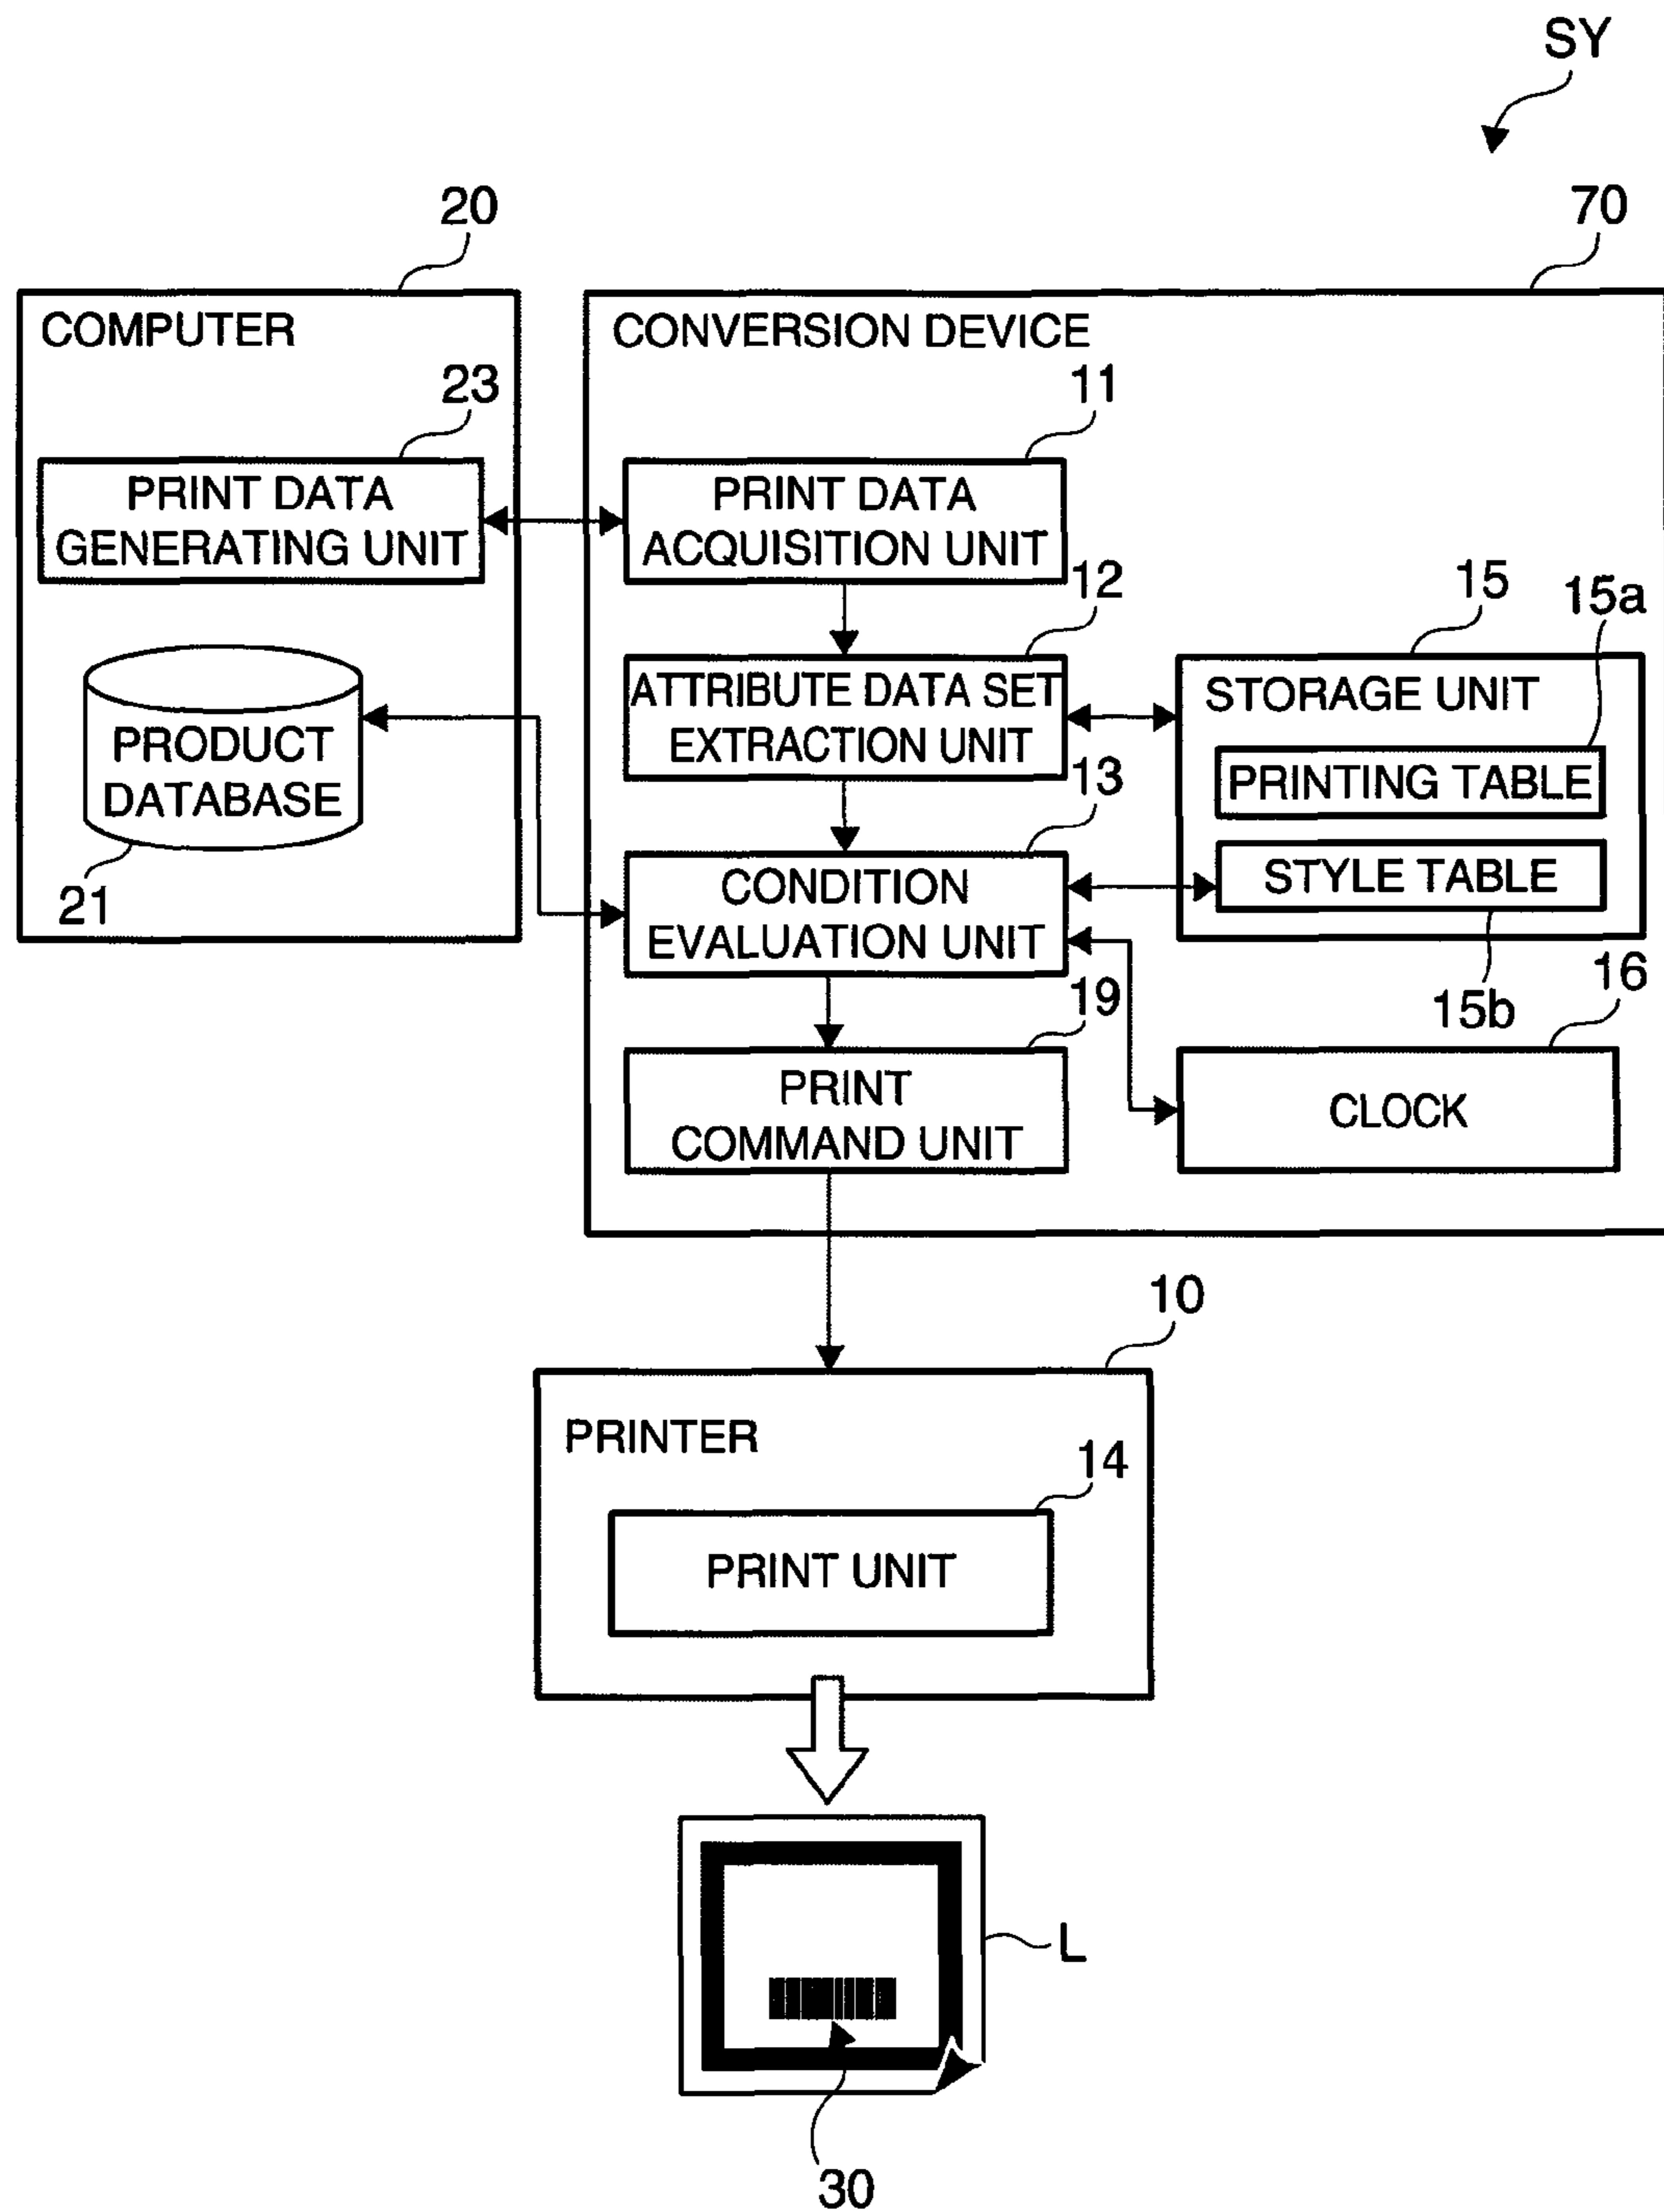 SY
20
70
COMPUTER
CONVERSION DEVICE
23
11
PRINT DATA
GENERATING UNIT
PRINT DATA
ACQUISITION UNIT
12
15
15a
ATTRIBUTE DATA SET
EXTRACTION UNIT
STORAGE UNIT
PRODUCT
DATABASE
PRINTING TABLE
13
21
CONDITION
EVALUATION UNIT
STYLE TABLE
15b
16
19
PRINT
COMMAND UNIT
CLOCK
10
PRINTER
14
PRINT UNIT
L
30